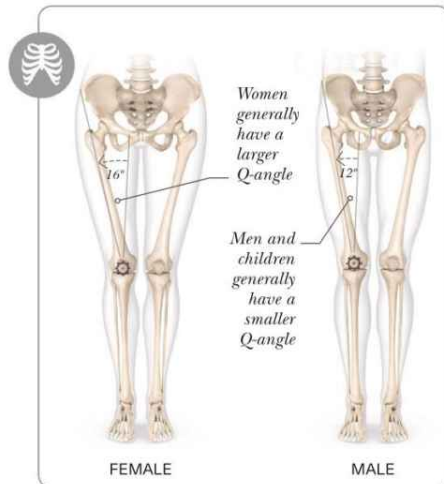 Women
generally
have a
larger
Q-angle
16°
12°
Men and
children
generally
have a
smaller
Q-angle
FEMALE
MALE